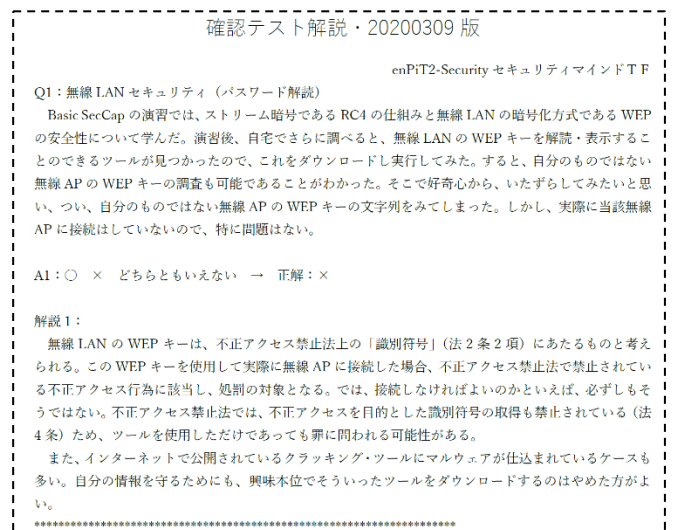 確認テスト解説・20200309 版
enPiT2-Security セキュリティマインドＴＦ
Q1：無線 LAN セキュリティ（パスワード解読）
Basic SecCap の演習では、ストリーム暗号である RC4 の仕組みと無線 LAN の暗号化方式である WEP
の安全性について学んだ。演習後、自宅でさらに調べると、無線 LAN の WEP キーを解読・表示するこ
とのできるツールが見つかったので、これをダウンロードし実行してみた。すると、自分のものではない
無線 AP の WEP キーの調査も可能であることがわかった。そこで好奇心から、いたずらしてみたいと思
い、つい、自分のものではない無線 AP の WEP キーの文字列をみてしまった。しかし、実際に当該無線
AP に接続はしていないので、特に問題はない。
A1：○　×　どちらともいえない　→　正解：×
解説 1：
無線 LAN の WEP キーは、不正アクセス禁止法上の「識別符号」（法 2 条 2 項）にあたるものと考え
られる。この WEP キーを使用して実際に無線 AP に接続した場合、不正アクセス禁止法で禁止されてい
る不正アクセス行為に該当し、処罰の対象となる。では、接続しなければよいのかといえば、必ずしもそ
うではない。不正アクセス禁止法では、不正アクセスを目的とした識別符号の取得も禁止されている（法
4 条）ため、ツールを使用しただけであっても罪に問われる可能性がある。
また、インターネットで公開されているクラッキング・ツールにマルウェアが仕込まれているケースも
多い。自分の情報を守るためにも、興味本位でそういったツールをダウンロードするのはやめた方がよ
い。
**********************************************************************